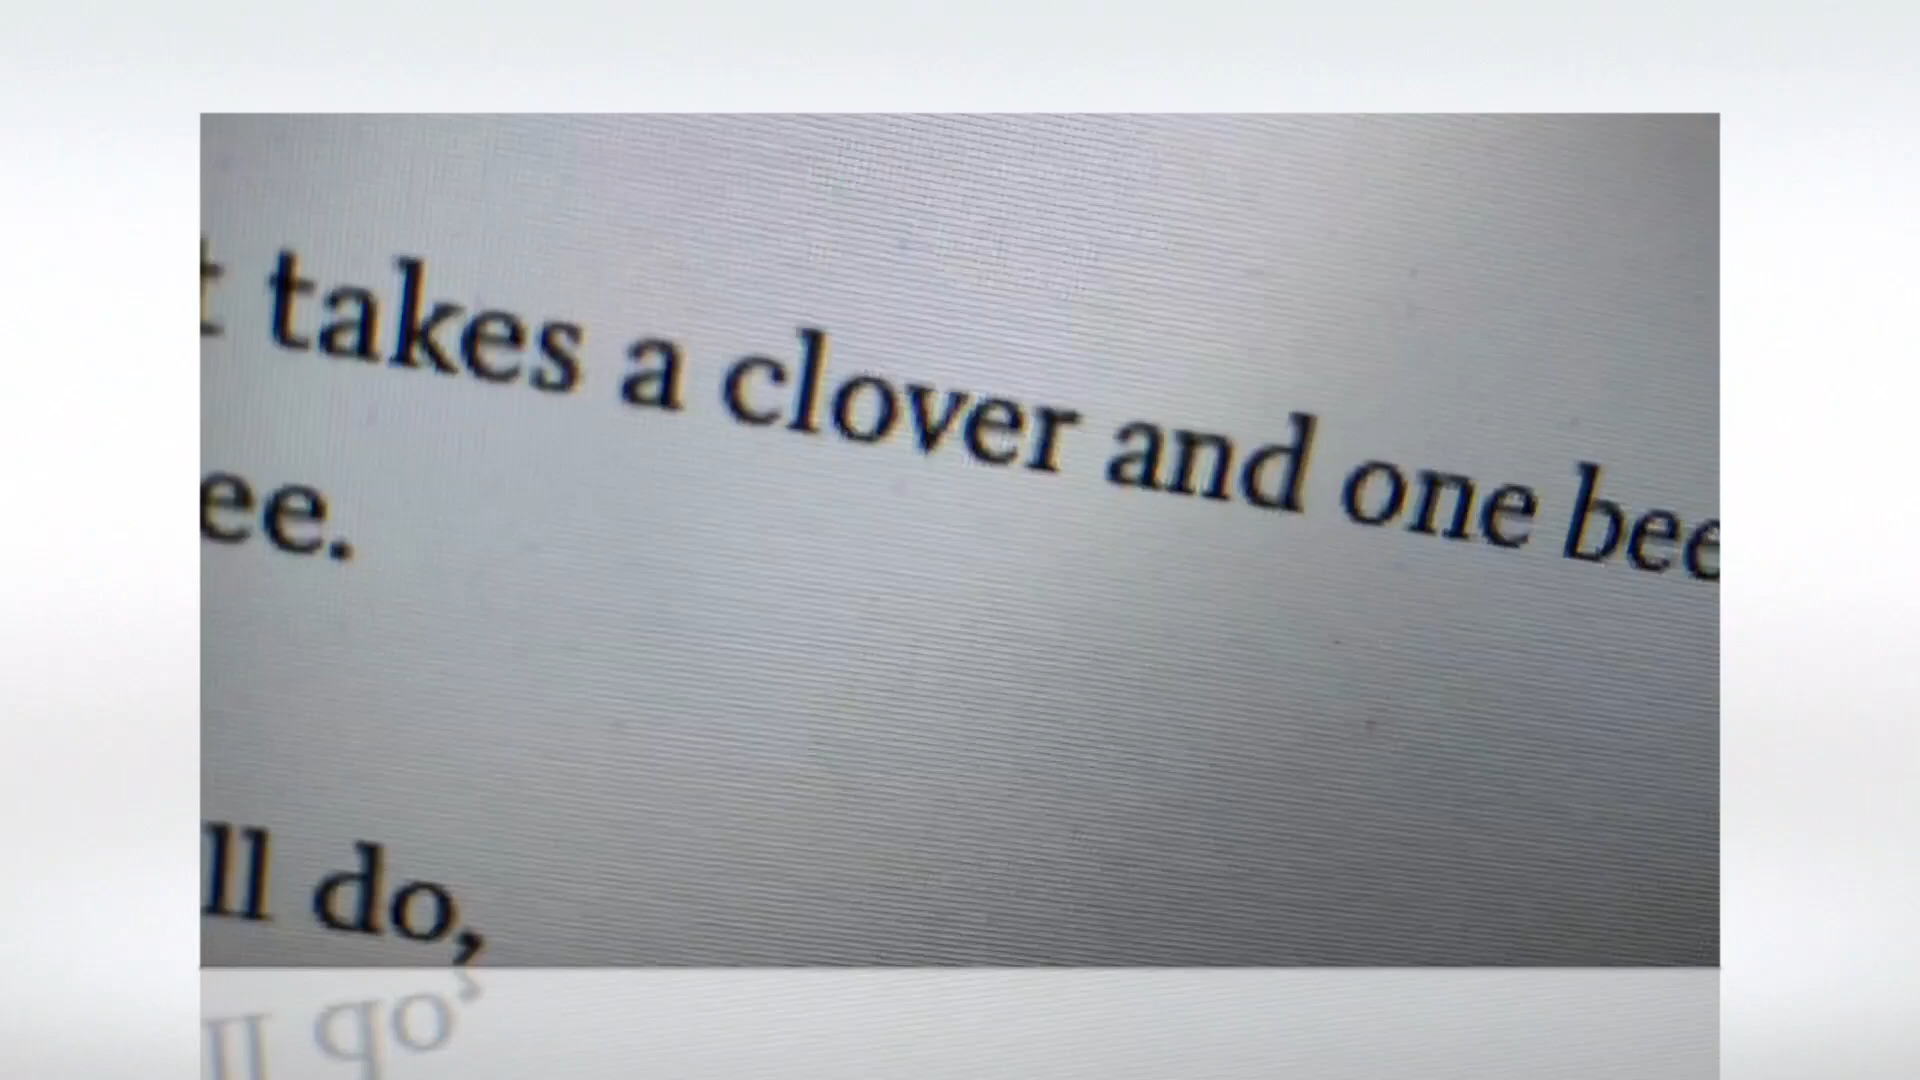 t takes a clover and one bee
ee.
ll do,